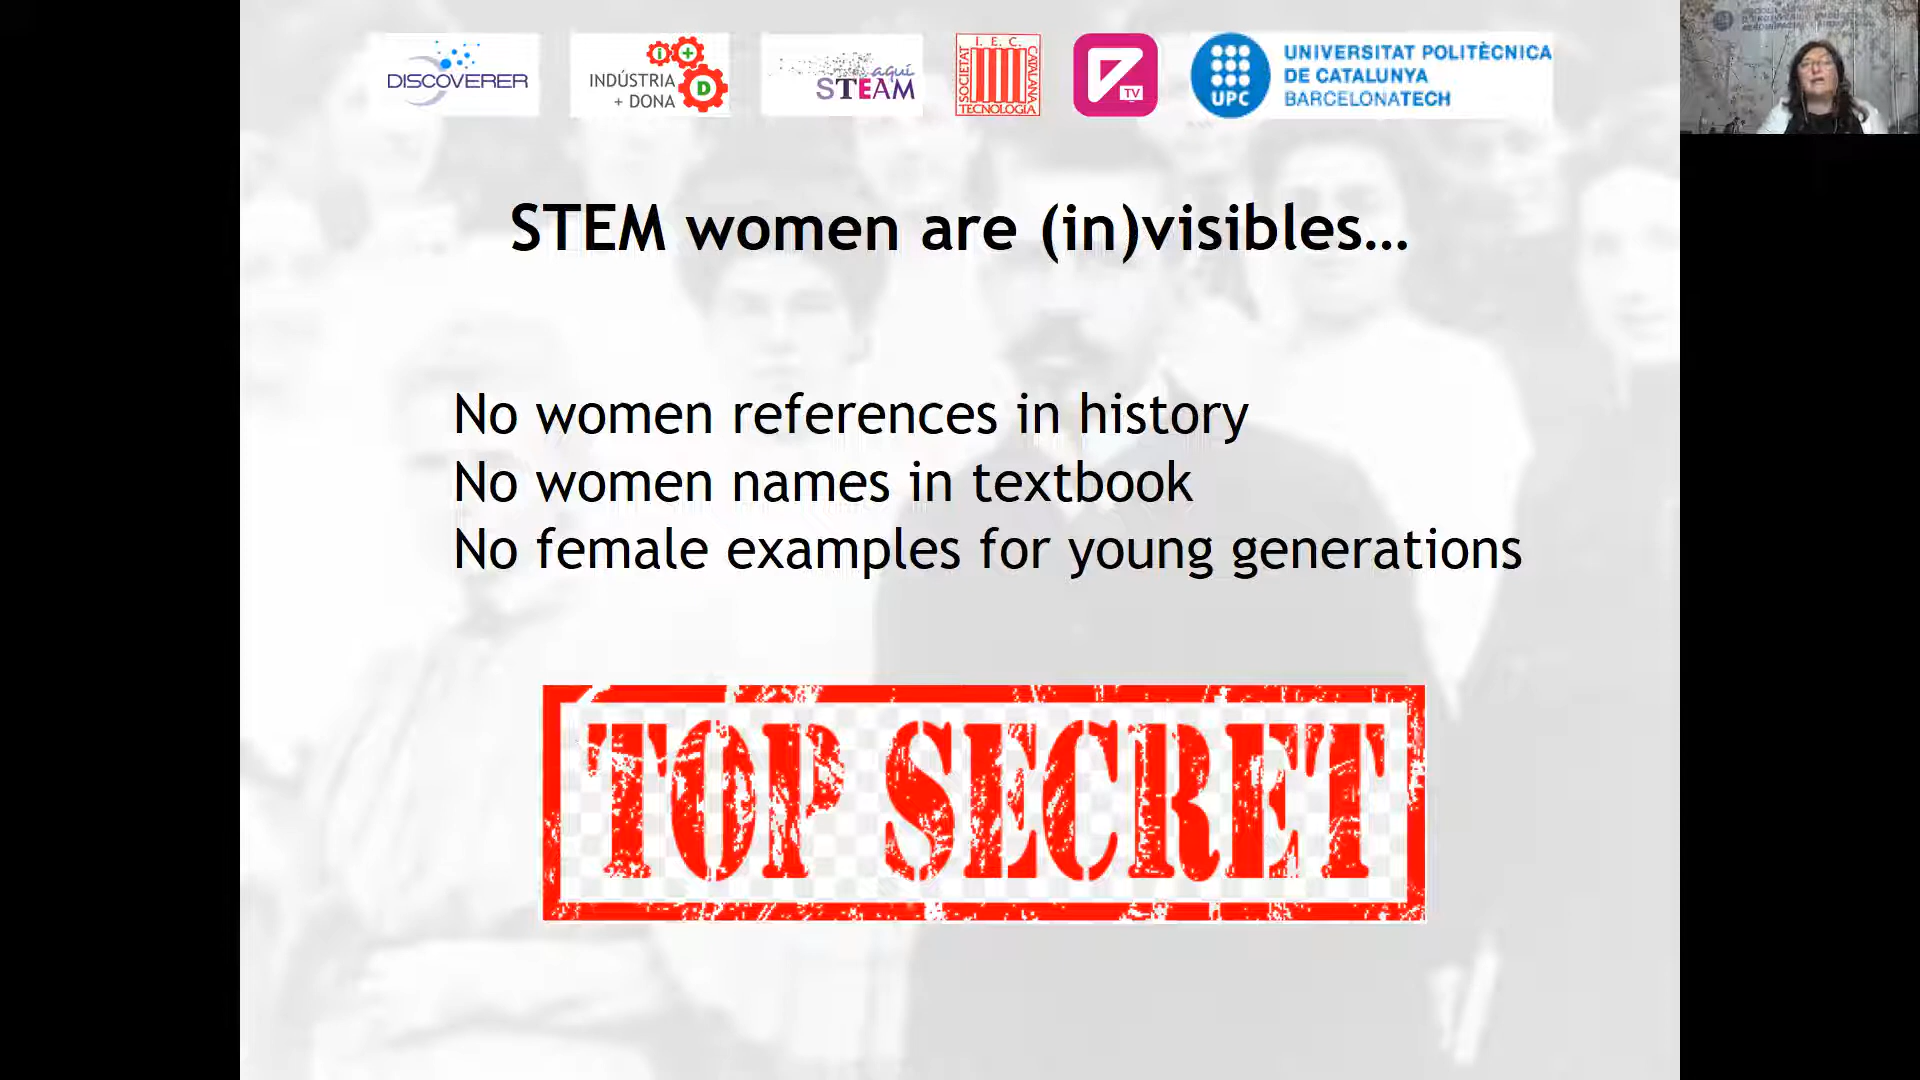 DISCOVERER
INDÚSTRIA
+ DONA
i +
D
aquí
STEAM
I. E. C.
SOCIETAT
CATALANA
TECNOLOGIA
TV
UPC
UNIVERSITAT POLITÈCNICA
DE CATALUNYA
BARCELONATECH
STEM women are (in)visibles...
No women references in history
No women names in textbook
No female examples for young generations
TOP SECRET